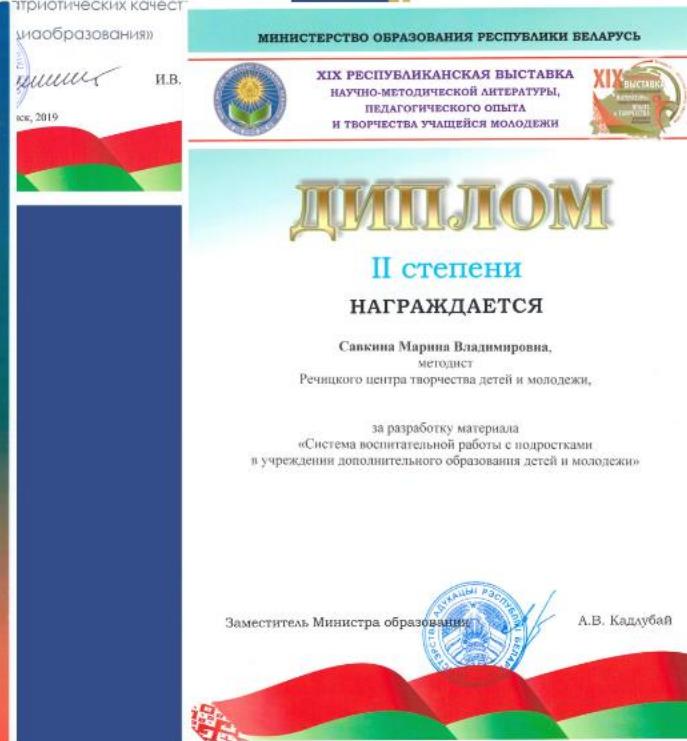 триотических качест
иаобразования»
И.В.
ск, 2019
МИНИСТЕРСТВО ОБРАЗОВАНИЯ РЕСПУБЛИКИ БЕЛАРУСЬ
XIX РЕСПУБЛИКАНСКАЯ ВЫСТАВКА
НАУЧНО-МЕТОДИЧЕСКОЙ ЛИТЕРАТУРЫ,
ПЕДАГОГИЧЕСКОГО ОПЫТА
И ТВОРЧЕСТВА УЧАЩЕЙСЯ МОЛОДЕЖИ
XIX ВЫСТАВКА
ДИПЛОМ
II степени
НАГРАЖДАЕТСЯ
Савкина Марина Владимировна,
методист
Речицкого центра творчества детей и молодежи,
за разработку материала
«Система воспитательной работы с подростками
в учреждении дополнительного образования детей и молодежи»
Заместитель Министра образования
А.В. Кадлубай